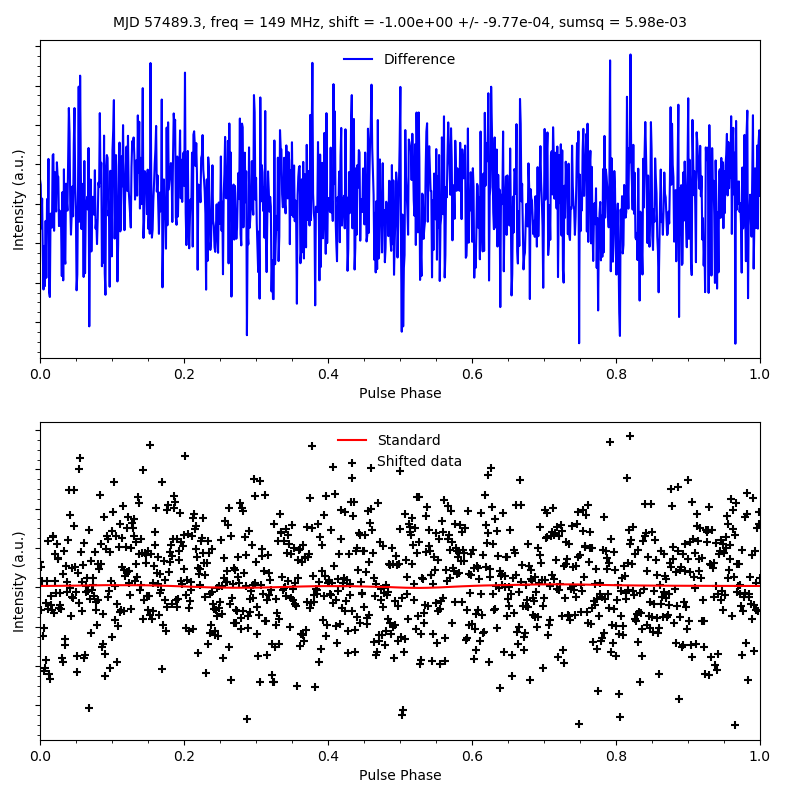 MJD 57489.3, freq = 149 MHz, shift = -1.00e+00 +/- -9.77e-04, sumsq = 5.98e-03
Difference
Intensity (a.u.)
0.0 0.2 0.4 0.6 0.8 1.0
Pulse Phase
Standard
Shifted data
Intensity (a.u.)
0.0 0.2 0.4 0.6 0.8 1.0
Pulse Phase